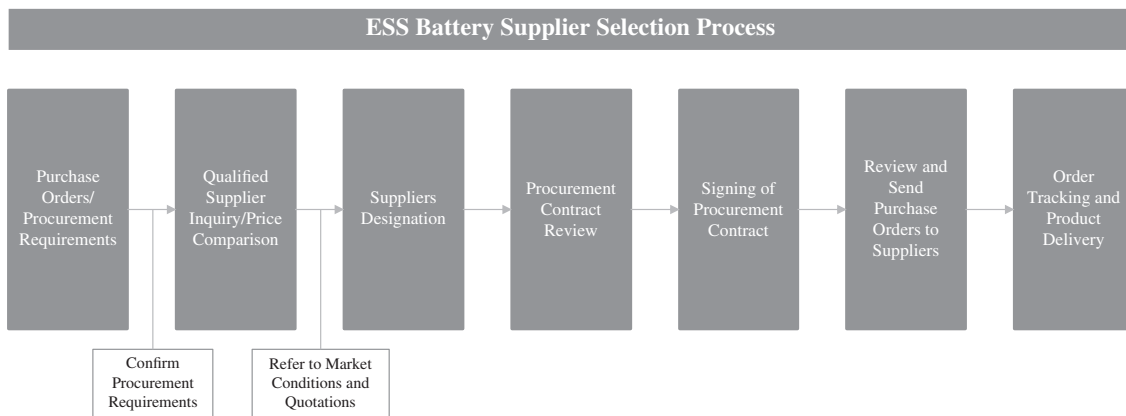 ESS Battery Supplier Selection Process
Purchase
Orders/
Procurement
Requirements
Qualified
Supplier
Inquiry/Price
Comparison
Suppliers
Designation
Procurement
Contract
Review
Signing of
Procurement
Contract
Review and
Send
Purchase
Orders to
Suppliers
Order
Tracking and
Product
Delivery
Confirm
Procurement
Requirements
Refer to Market
Conditions and
Quotations